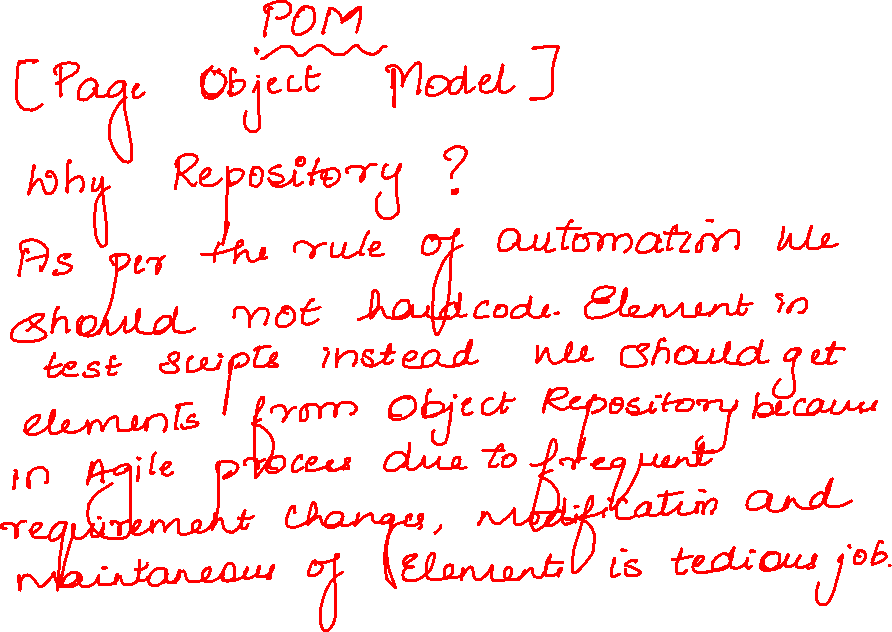 POM
[Page Object Model]
Why Repository?
As per the rule of automation we
should not hardcode. Element in
test scripts instead we should get
elements from Object Repository because
in Agile process due to frequent
requirement changes, modification and
maintaneous of Elements is tedious job.